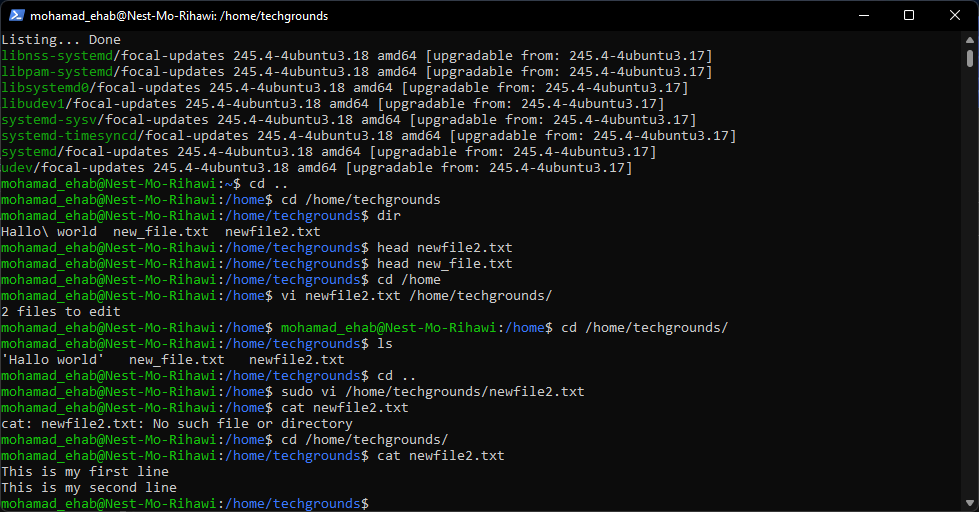 mohamad_ehab@Nest-Mo-Rihawi: /home/techgrounds
Listing... Done
libnss-systemd/focal-updates 245.4-4ubuntu3.18 amd64 [upgradable from: 245.4-4ubuntu3.17]
libpam-systemd/focal-updates 245.4-4ubuntu3.18 amd64 [upgradable from: 245.4-4ubuntu3.17]
libsystemd0/focal-updates 245.4-4ubuntu3.18 amd64 [upgradable from: 245.4-4ubuntu3.17]
libudev1/focal-updates 245.4-4ubuntu3.18 amd64 [upgradable from: 245.4-4ubuntu3.17]
systemd-sysv/focal-updates 245.4-4ubuntu3.18 amd64 [upgradable from: 245.4-4ubuntu3.17]
systemd-timesyncd/focal-updates 245.4-4ubuntu3.18 amd64 [upgradable from: 245.4-4ubuntu3.17]
systemd/focal-updates 245.4-4ubuntu3.18 amd64 [upgradable from: 245.4-4ubuntu3.17]
udev/focal-updates 245.4-4ubuntu3.18 amd64 [upgradable from: 245.4-4ubuntu3.17]
mohamad_ehab@Nest-Mo-Rihawi:~$ cd ..
mohamad_ehab@Nest-Mo-Rihawi:/home$ cd /home/techgrounds
mohamad_ehab@Nest-Mo-Rihawi:/home/techgrounds$ dir
Hallo\ world  new_file.txt  newfile2.txt
mohamad_ehab@Nest-Mo-Rihawi:/home/techgrounds$ head newfile2.txt
mohamad_ehab@Nest-Mo-Rihawi:/home/techgrounds$ head new_file.txt
mohamad_ehab@Nest-Mo-Rihawi:/home/techgrounds$ cd /home
mohamad_ehab@Nest-Mo-Rihawi:/home$ vi newfile2.txt /home/techgrounds/
2 files to edit
mohamad_ehab@Nest-Mo-Rihawi:/home$ mohamad_ehab@Nest-Mo-Rihawi:/home$ cd /home/techgrounds/
mohamad_ehab@Nest-Mo-Rihawi:/home/techgrounds$ ls
'Hallo world'   new_file.txt   newfile2.txt
mohamad_ehab@Nest-Mo-Rihawi:/home/techgrounds$ cd ..
mohamad_ehab@Nest-Mo-Rihawi:/home$ sudo vi /home/techgrounds/newfile2.txt
mohamad_ehab@Nest-Mo-Rihawi:/home$ cat newfile2.txt
cat: newfile2.txt: No such file or directory
mohamad_ehab@Nest-Mo-Rihawi:/home$ cd /home/techgrounds/
mohamad_ehab@Nest-Mo-Rihawi:/home/techgrounds$ cat newfile2.txt
This is my first line
This is my second line
mohamad_ehab@Nest-Mo-Rihawi:/home/techgrounds$